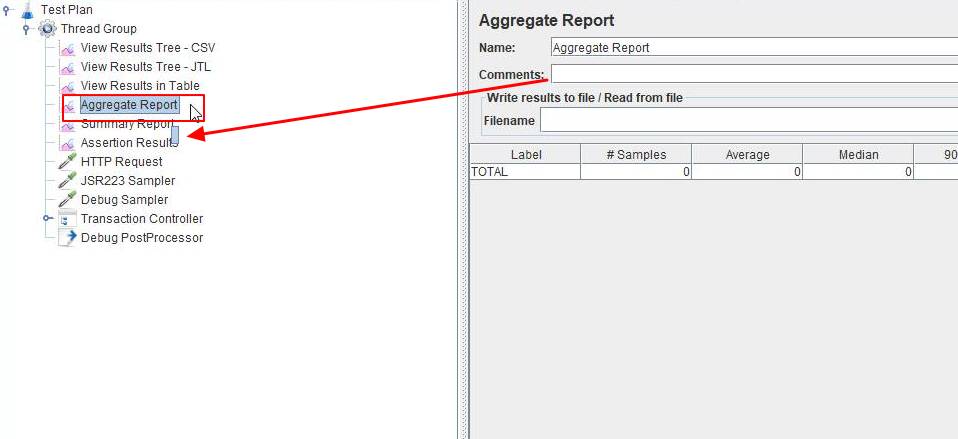 Test Plan
Thread Group
View Results Tree - CSV
View Results Tree - JTL
View Results in Table
Aggregate Report
Summary Report
Assertion Results
HTTP Request
JSR223 Sampler
Debug Sampler
Transaction Controller
Debug PostProcessor
Aggregate Report
Name: Aggregate Report
Comments:
Write results to file / Read from file
Filename
Label # Samples Average Median 90
TOTAL 0 0 0